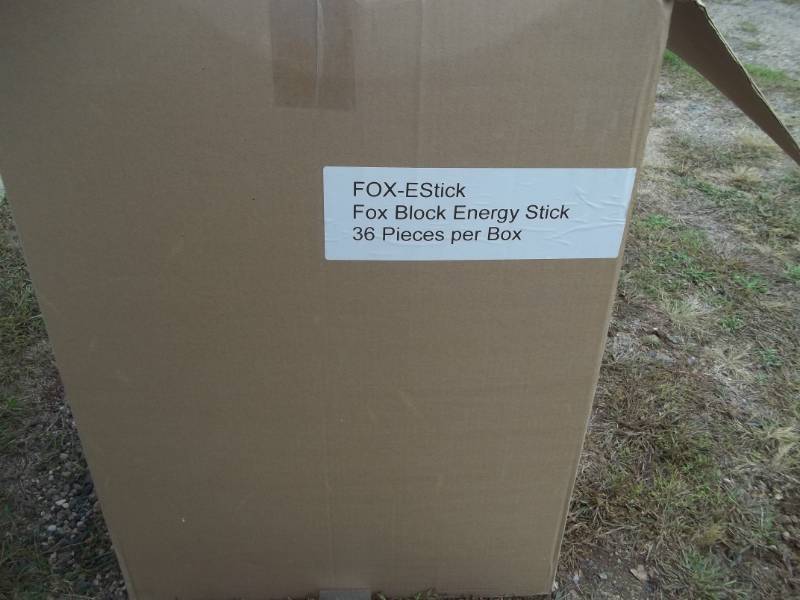 FOX-EStick
Fox Block Energy Stick
36 Pieces per Box